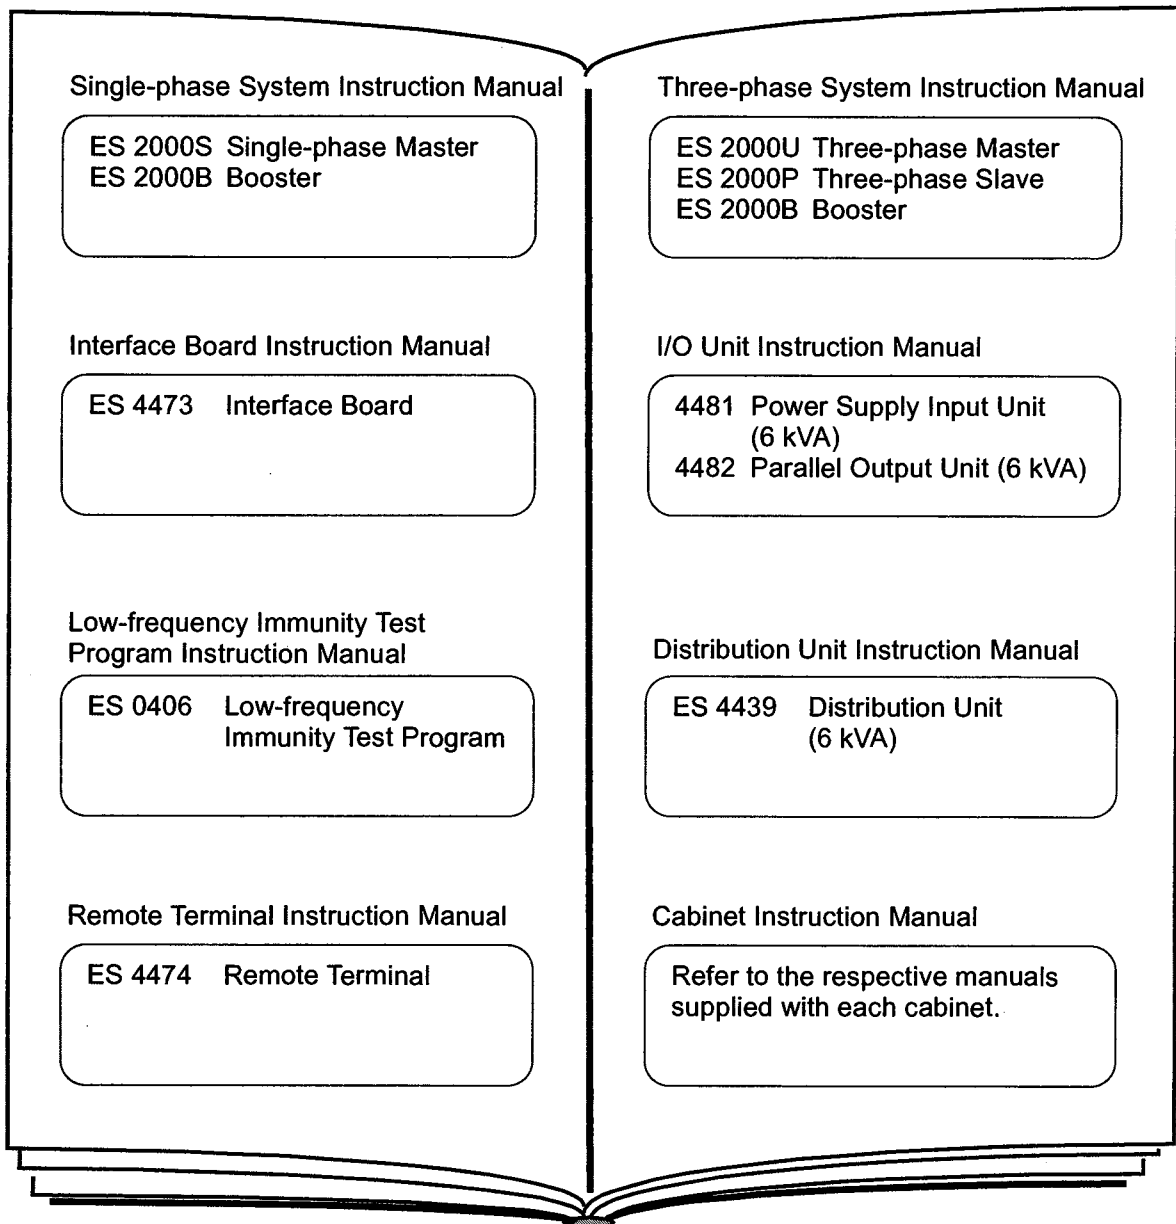 Single-phase System Instruction Manual
ES 2000S Single-phase Master
ES 2000B Booster
Interface Board Instruction Manual
ES 4473 Interface Board
Low-frequency Immunity Test
Program Instruction Manual
ES 0406 Low-frequency
Immunity Test Program
Remote Terminal Instruction Manual
ES 4474 Remote Terminal
Three-phase System Instruction Manual
ES 2000U Three-phase Master
ES 2000P Three-phase Slave
ES 2000B Booster
I/O Unit Instruction Manual
4481 Power Supply Input Unit
(6 kVA)
4482 Parallel Output Unit (6 kVA)
Distribution Unit Instruction Manual
ES 4439 Distribution Unit
(6 kVA)
Cabinet Instruction Manual
Refer to the respective manuals
supplied with each cabinet.